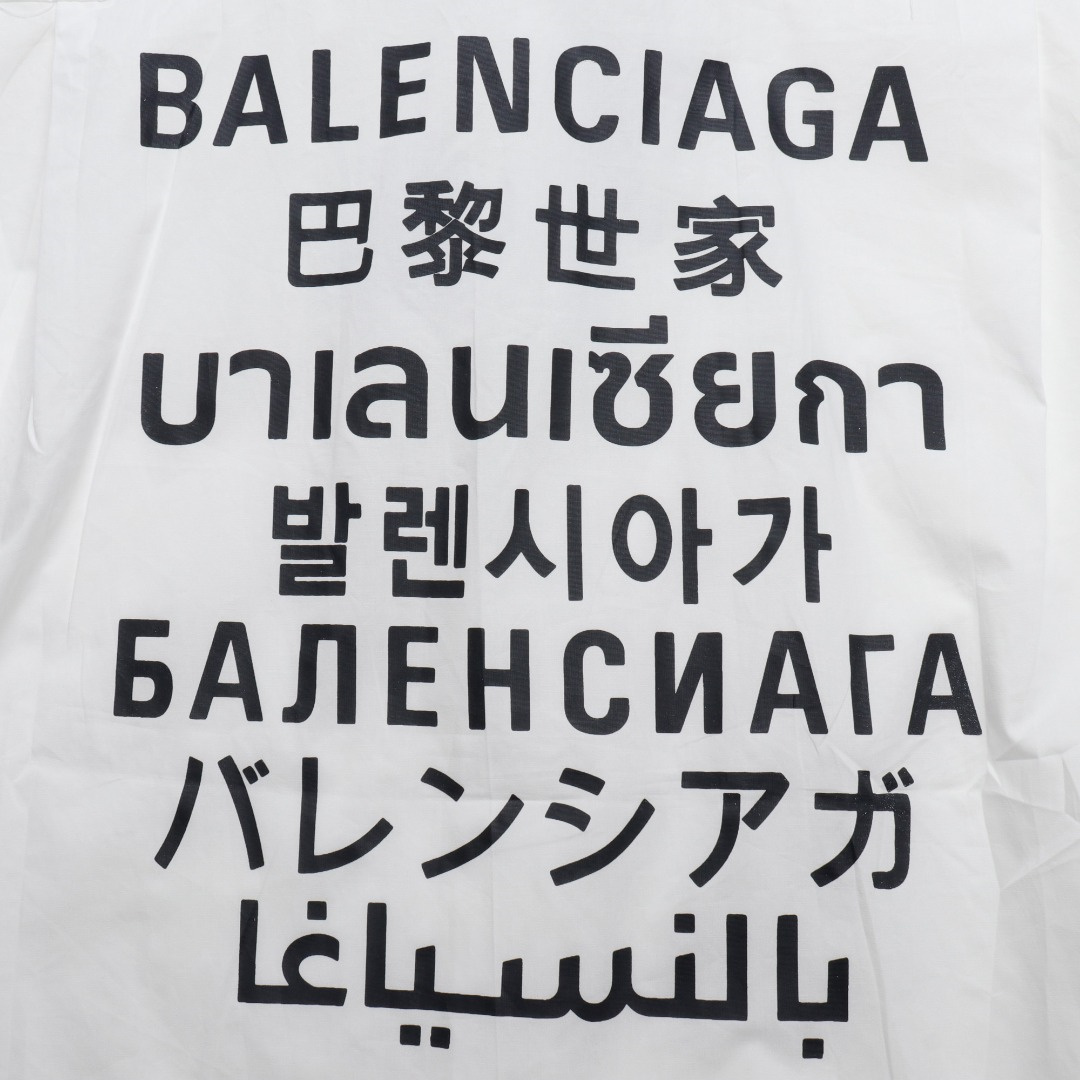 BALENCIAGA
巴黎世家
บาเลนเซียกา
발렌시아가
БАЛЕНСИАГА
バレンシアガ
بالنسياغا